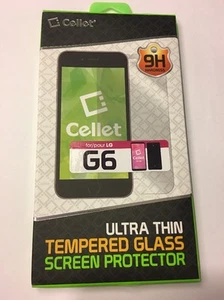 Cellet
9H
Cellet
for/pour LG
G6
ULTRA THIN
TEMPERED GLASS
SCREEN PROTECTOR